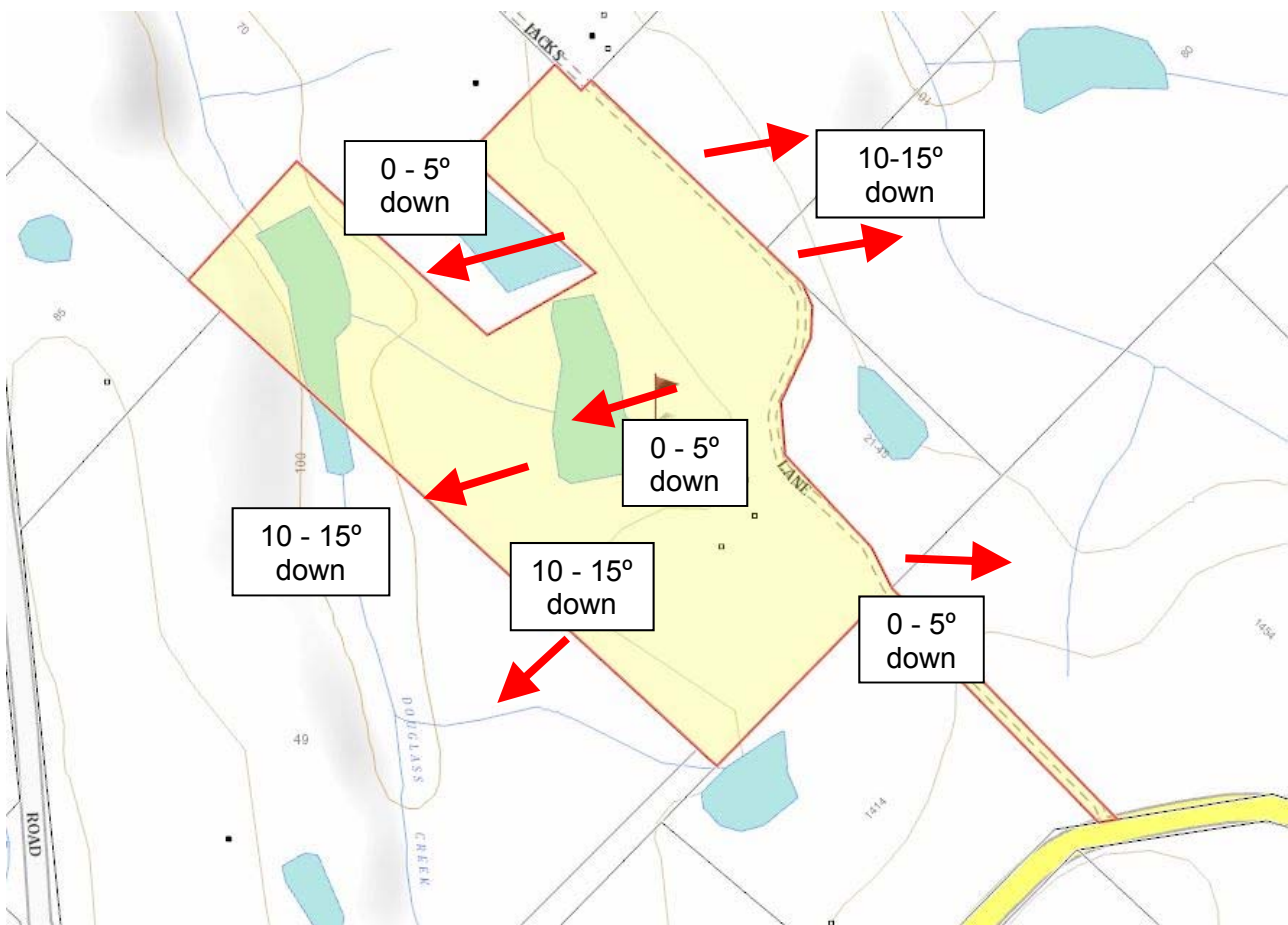 JACKS
70
80
10-15º
down
0 - 5º
down
85
21-45
0 - 5º
down
LANE
100
10 - 15º
down
10 - 15º
down
0 - 5º
down
1454
DOUGLASS
CREEK
49
1414
ROAD